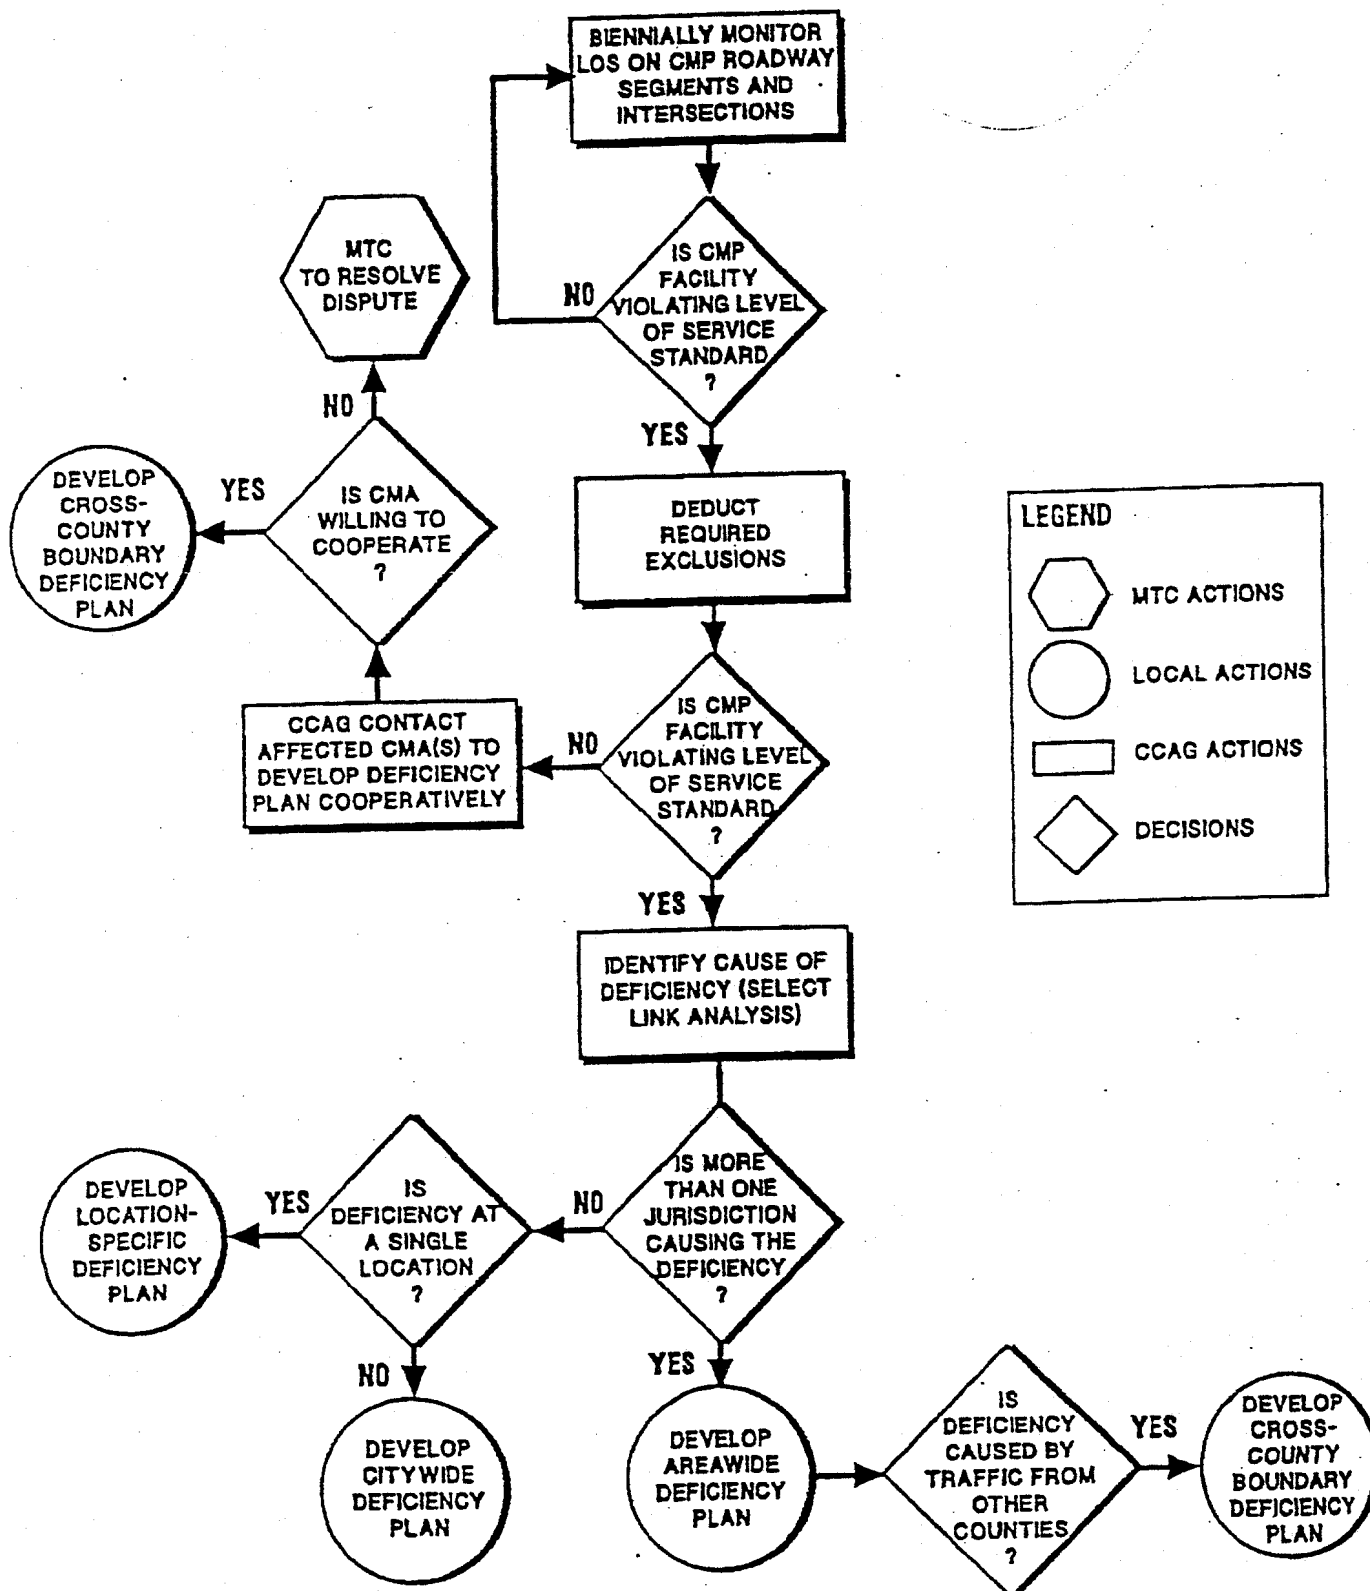 BIENNIALLY MONITOR
LOS ON CMP ROADWAY
SEGMENTS AND
INTERSECTIONS
IS CMP
FACILITY
VIOLATING LEVEL
OF SERVICE
STANDARD
?
NO
YES
MTC
TO RESOLVE
DISPUTE
NO
IS CMA
WILLING TO
COOPERATE
?
YES
DEVELOP
CROSS-
COUNTY
BOUNDARY
DEFICIENCY
PLAN
DEDUCT
REQUIRED
EXCLUSIONS
LEGEND
MTC ACTIONS
LOCAL ACTIONS
CCAG ACTIONS
DECISIONS
IS CMP
FACILITY
VIOLATING LEVEL
OF SERVICE
STANDARD
?
NO
CCAG CONTACT
AFFECTED CMA(S) TO
DEVELOP DEFICIENCY
PLAN COOPERATIVELY
YES
IDENTIFY CAUSE OF
DEFICIENCY (SELECT
LINK ANALYSIS)
IS MORE
THAN ONE
JURISDICTION
CAUSING THE
DEFICIENCY
?
NO
IS
DEFICIENCY AT
A SINGLE
LOCATION
?
YES
DEVELOP
LOCATION-
SPECIFIC
DEFICIENCY
PLAN
NO
DEVELOP
CITYWIDE
DEFICIENCY
PLAN
YES
DEVELOP
AREAWIDE
DEFICIENCY
PLAN
IS
DEFICIENCY
CAUSED BY
TRAFFIC FROM
OTHER
COUNTIES
?
YES
DEVELOP
CROSS-
COUNTY
BOUNDARY
DEFICIENCY
PLAN